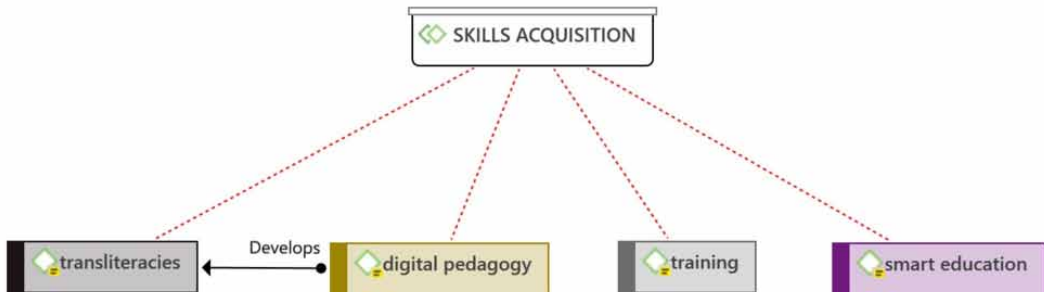 SKILLS ACQUISITION
Develops
transliteracies
digital pedagogy
training
smart education